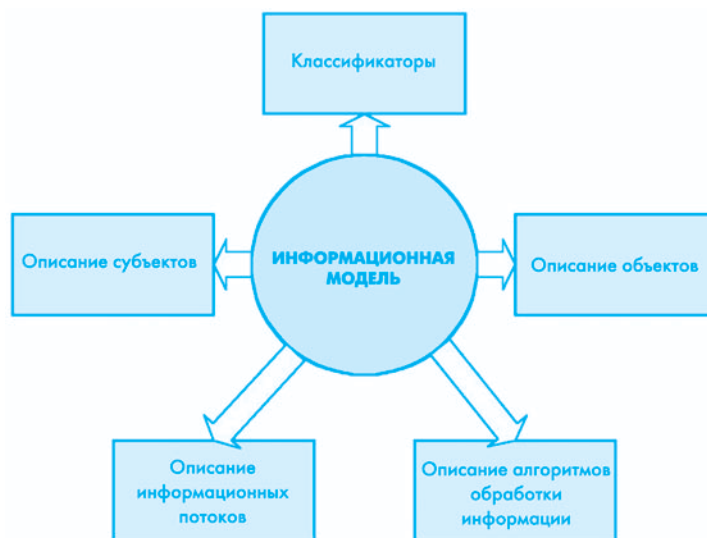 Классификаторы
Описание субъектов
ИНФОРМАЦИОННАЯ
МОДЕЛЬ
Описание объектов
Описание
информационных
потоков
Описание алгоритмов
обработки
информации